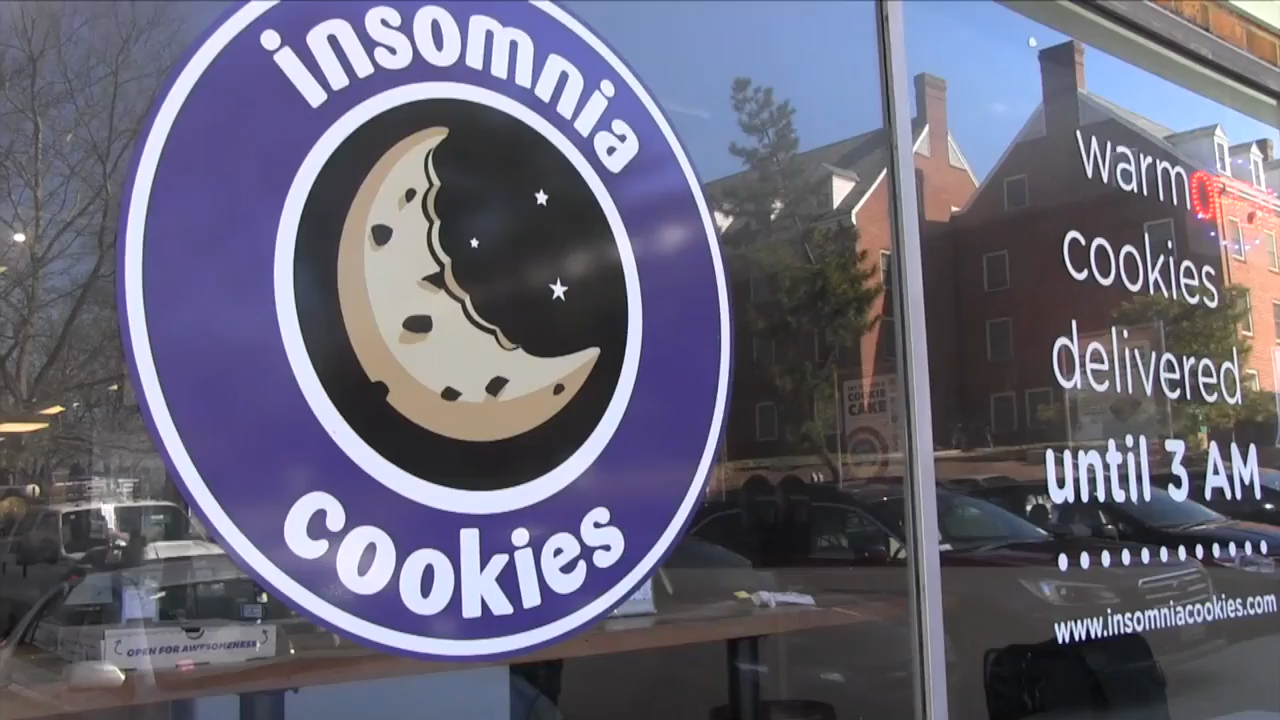 insomnia
cookies
warm
cookies
delivered
until 3 AM
www.insomniacookies.com
COOKIE
CAKE
OPEN FOR AWESOMENESS